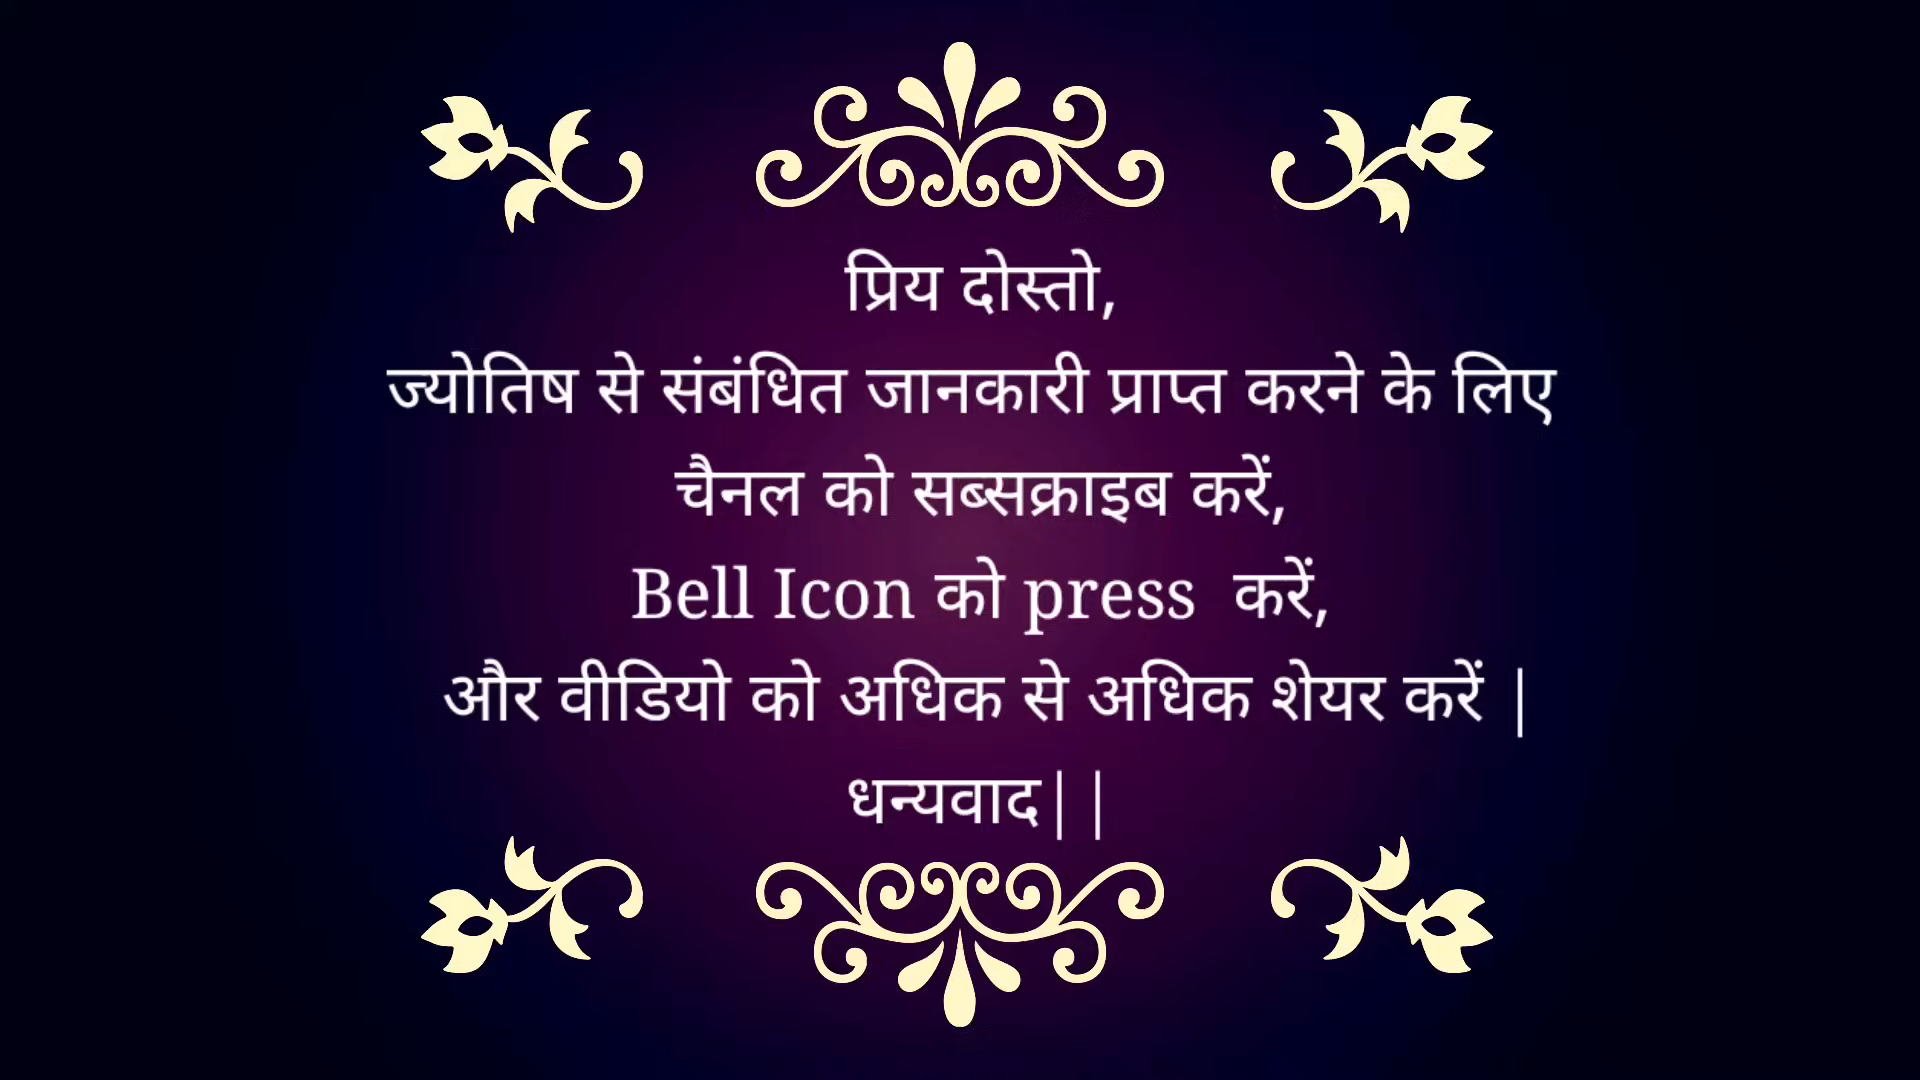 प्रिय दोस्तो,
ज्योतिष से संबंधित जानकारी प्राप्त करने के लिए
चैनल को सब्सक्राइब करें,
Bell Icon को press  करें,
और वीडियो को अधिक से अधिक शेयर करें |
धन्यवाद||